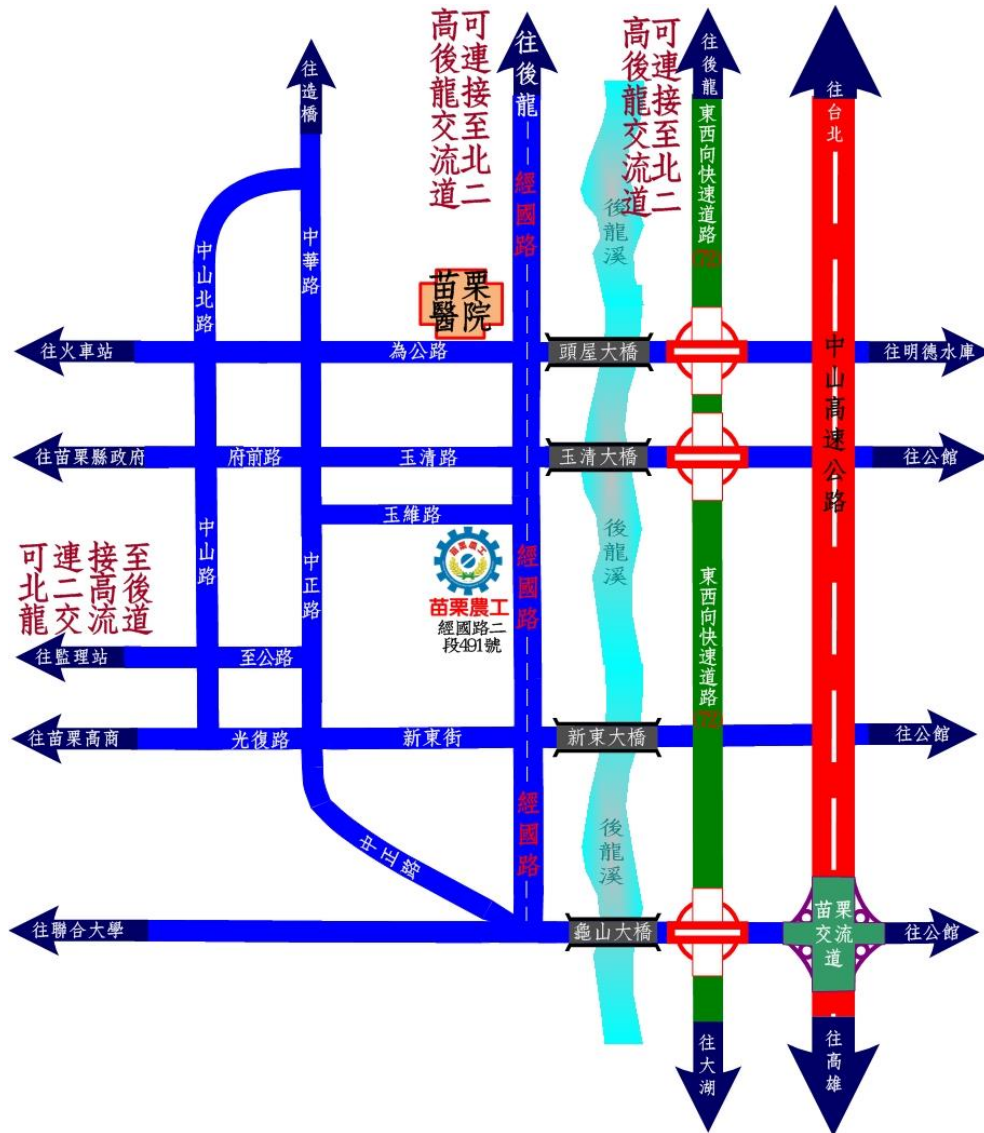 可連接至北二
高後龍交流道
往後龍
可連接至北二
高後龍交流道
往後龍
往台北
往造橋
東西向快速道路
72
經國路
後龍溪
中山北路
中華路
苗栗
醫院
往火車站
為公路
頭屋大橋
往明德水庫
中山高速公路
往苗栗縣政府
府前路
玉清路
玉清大橋
往公館
玉維路
中山路
中正路
苗栗農工
苗栗農工
經國路二
段491號
經國路
後龍溪
東西向快速道路
72
可連接至後
北二高流道
龍交
往監理站
至公路
往苗栗高商
光復路
新東街
新東大橋
往公館
經國路
後龍溪
中正路
往聯合大學
龜山大橋
苗栗
交流
道
往公館
往大湖
往高雄